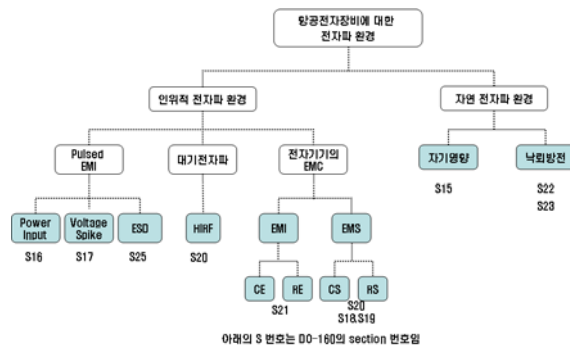 항공전자장비에 대한
전자파 환경
인위적 전자파 환경
자연 전자파 환경
Pulsed
EMI
대기전자파
전자기기의
EMC
자기영향
낙뢰방전
S15
S22
S23
Power
Input
Voltage
Spike
ESD
HIRF
EMI
EMS
S16
S17
S25
S20
CE
RE
CS
RS
S21
S20
S18&S19
아래의 S 번호는 DO-160의 section 번호임